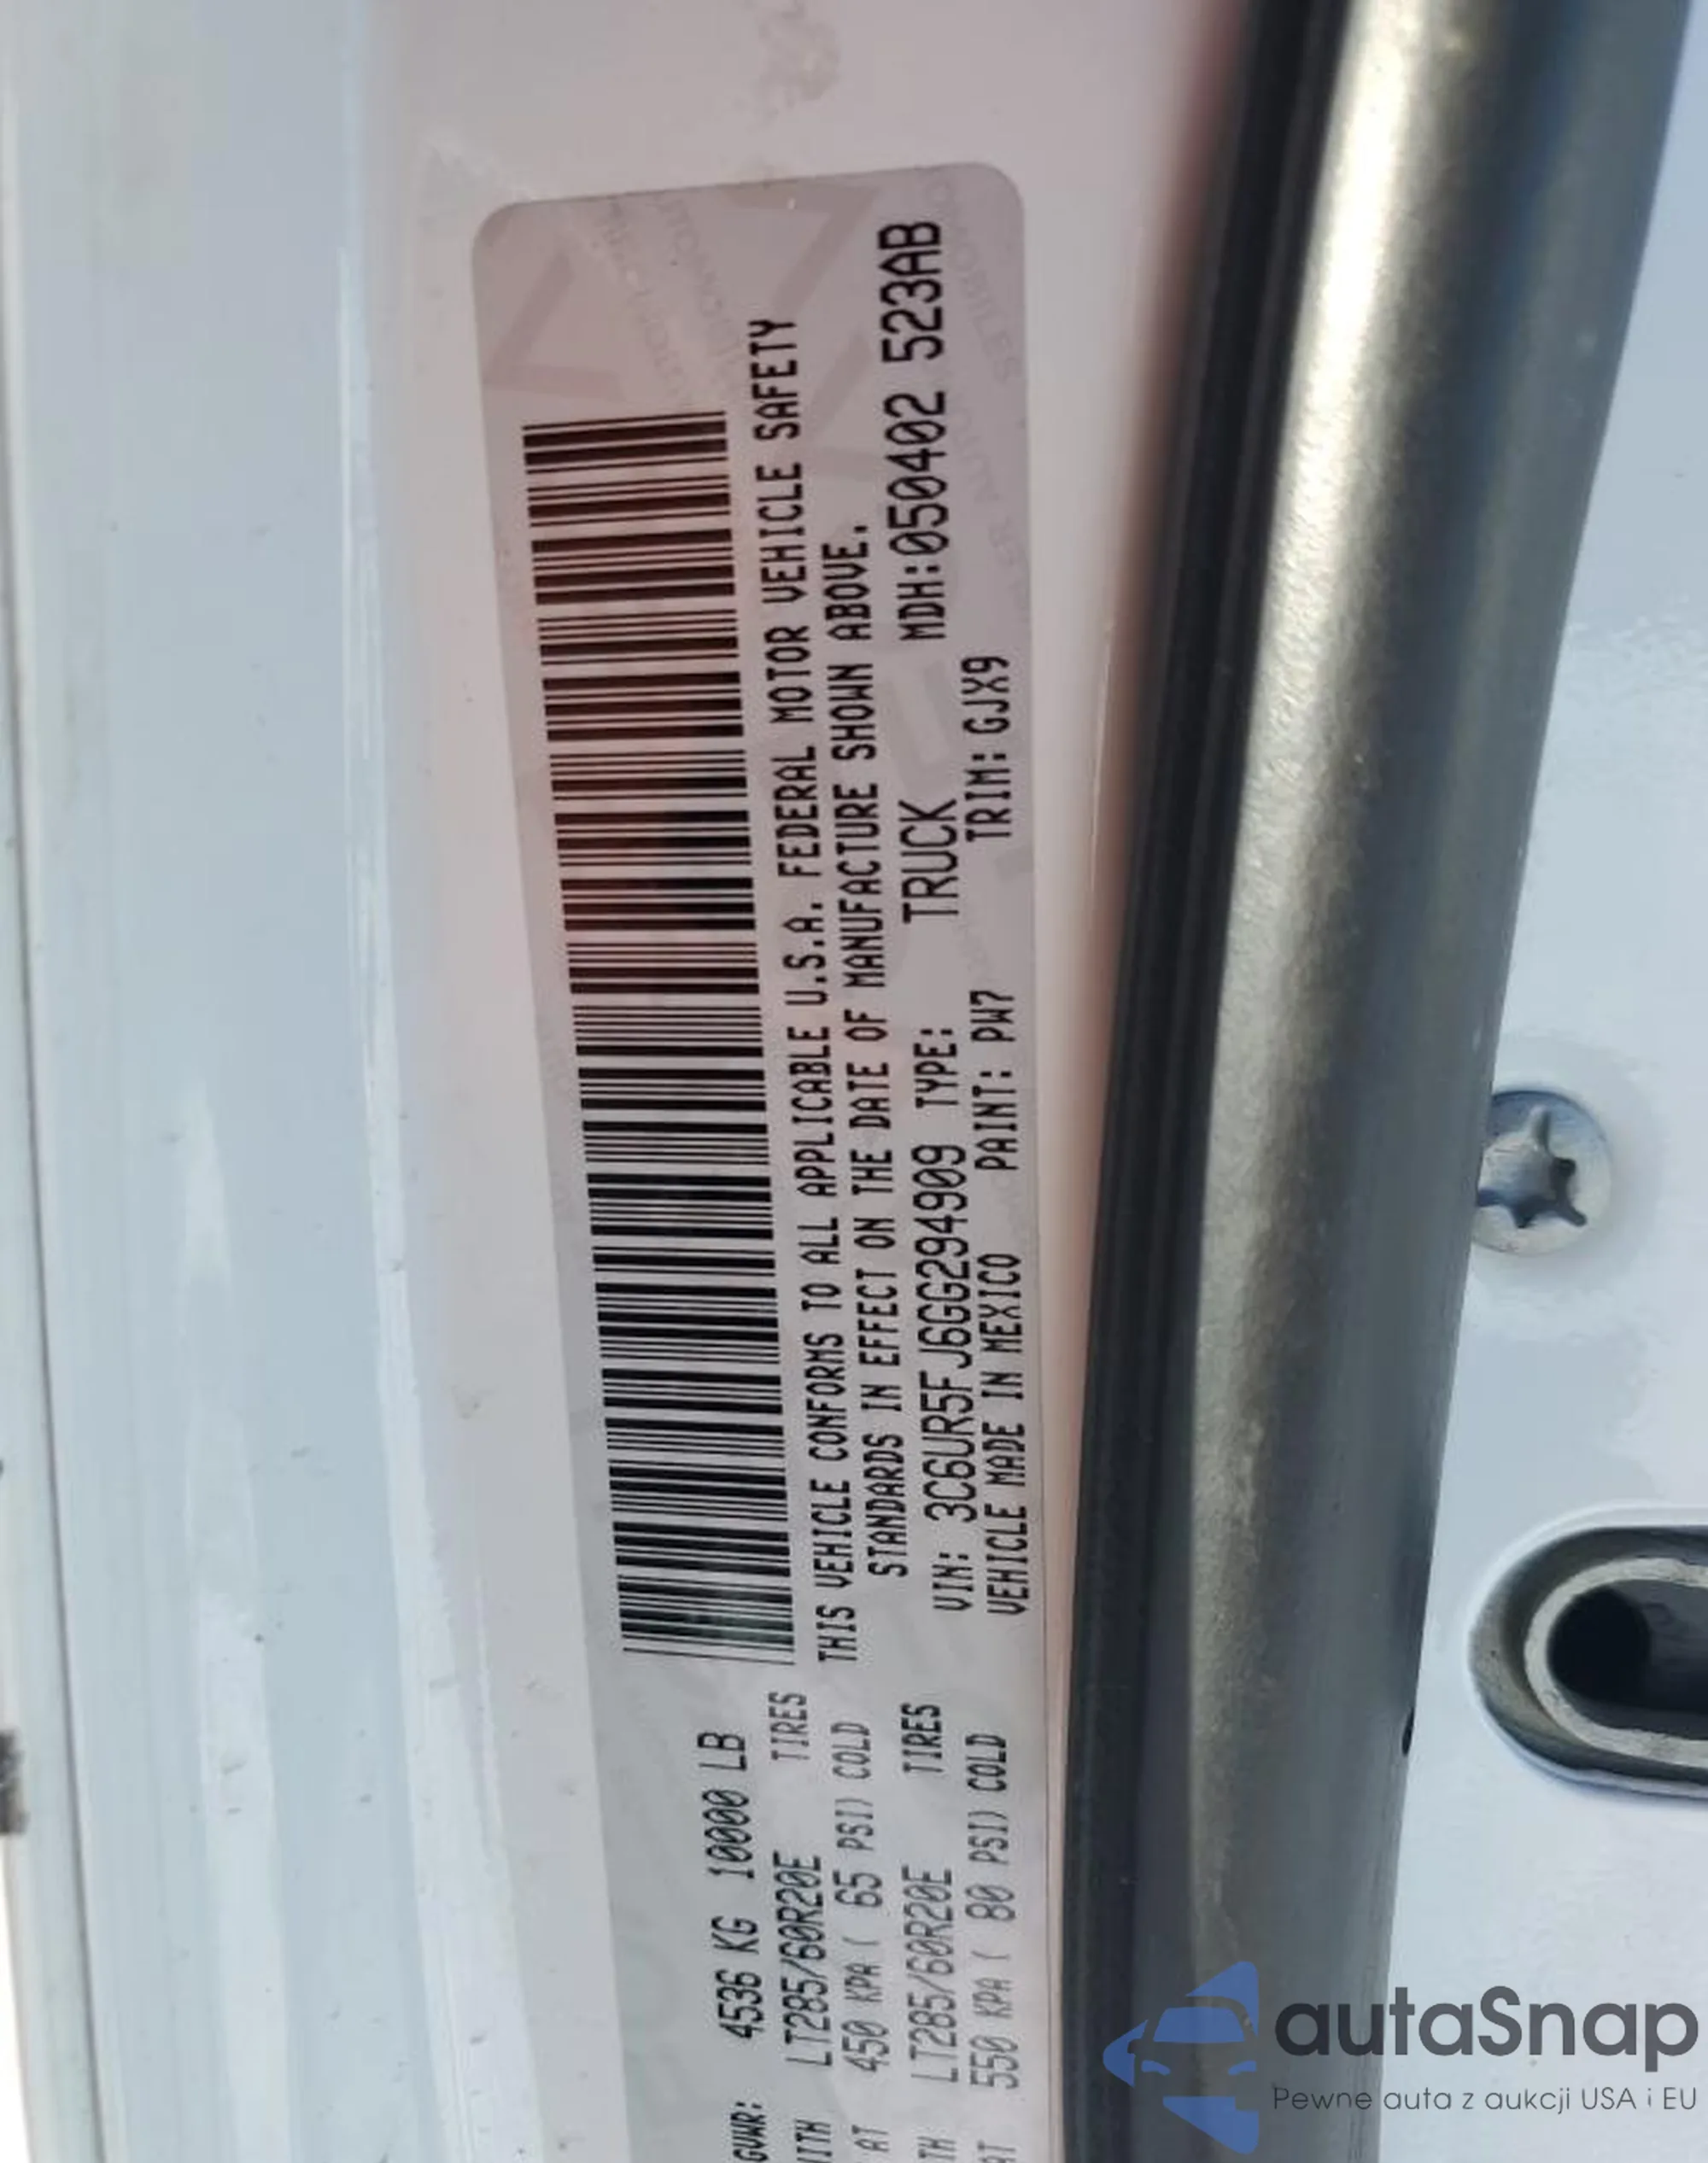 GVWR: 4536 KG 10000 LB
WITH LT285/60R20E TIRES
AT 450 KPA ( 65 PSI) COLD
LT285/60R20E TIRES
AT 550 KPA ( 80 PSI) COLD
THIS VEHICLE CONFORMS TO ALL APPLICABLE U.S.A. FEDERAL MOTOR VEHICLE SAFETY
STANDARDS IN EFFECT ON THE DATE OF MANUFACTURE SHOWN ABOVE.
VIN: 3C6UR5FJ6GG294909 TYPE: TRUCK MDH:050402 523AB
VEHICLE MADE IN MEXICO PAINT: PW7 TRIM: GJX9
autaSnap
Pewne auta z aukcji USA i EU